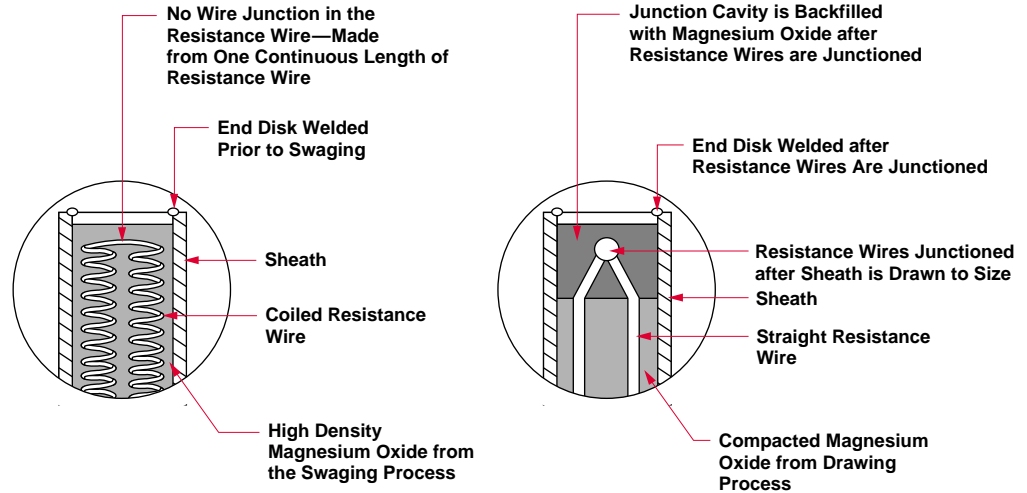 No Wire Junction in the
Resistance Wire—Made
from One Continuous Length of
Resistance Wire
End Disk Welded
Prior to Swaging
Sheath
Coiled Resistance
Wire
High Density
Magnesium Oxide from
the Swaging Process
Junction Cavity is Backfilled
with Magnesium Oxide after
Resistance Wires are Junctioned
End Disk Welded after
Resistance Wires Are Junctioned
Resistance Wires Junctioned
after Sheath is Drawn to Size
Sheath
Straight Resistance
Wire
Compacted Magnesium
Oxide from Drawing
Process